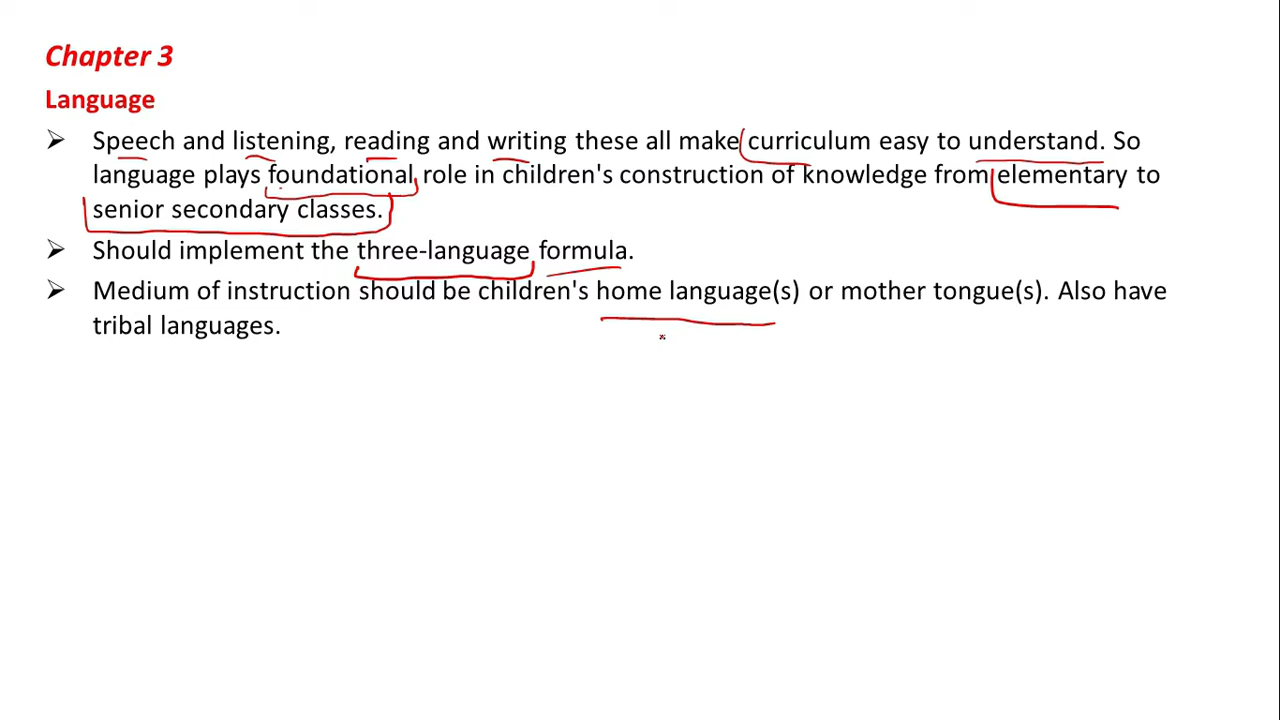 Chapter 3
Language
➢ Speech and listening, reading and writing these all make curriculum easy to understand. So
language plays foundational role in children's construction of knowledge from elementary to
senior secondary classes.
➢ Should implement the three-language formula.
➢ Medium of instruction should be children's home language(s) or mother tongue(s). Also have
tribal languages.